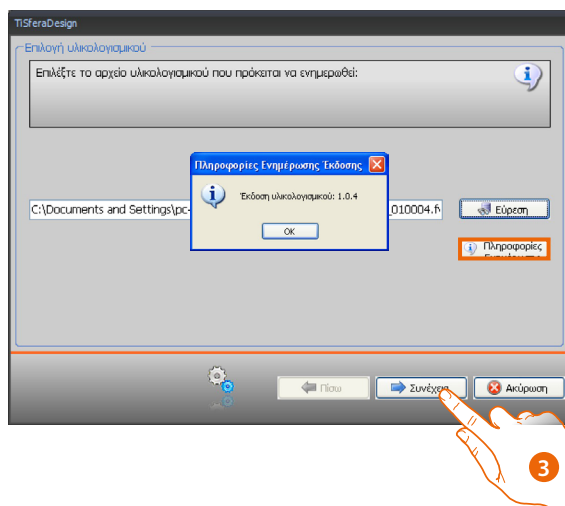 TiSferaDesign
Επιλογή υλικολογισμικού
Επιλέξτε το αρχείο υλικολογισμικού που πρόκειται να ενημερωθεί:
Πληροφορίες Ενημέρωσης Έκδοσης
Έκδοση υλικολογισμικού: 1.0.4
OK
C:\Documents and Settings\pc-
_010004.f
Εύρεση
Πληροφορίες
Πίσω
Συνέχεια
Ακύρωση
3